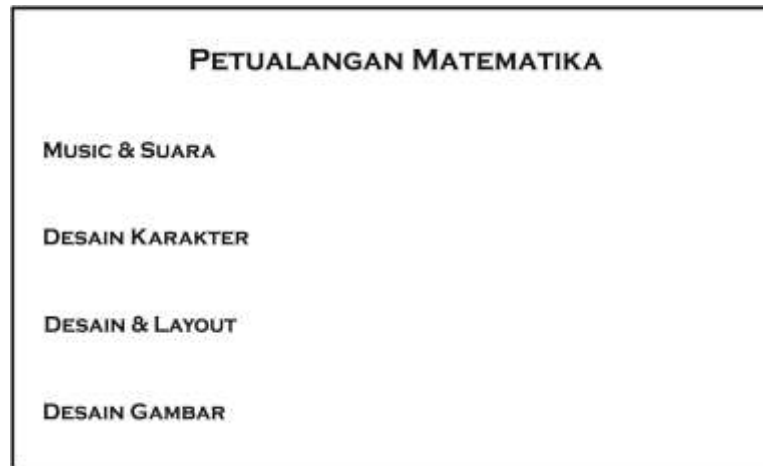 Petualangan Matematika
Music & Suara
Desain Karakter
Desain & Layout
Desain Gambar